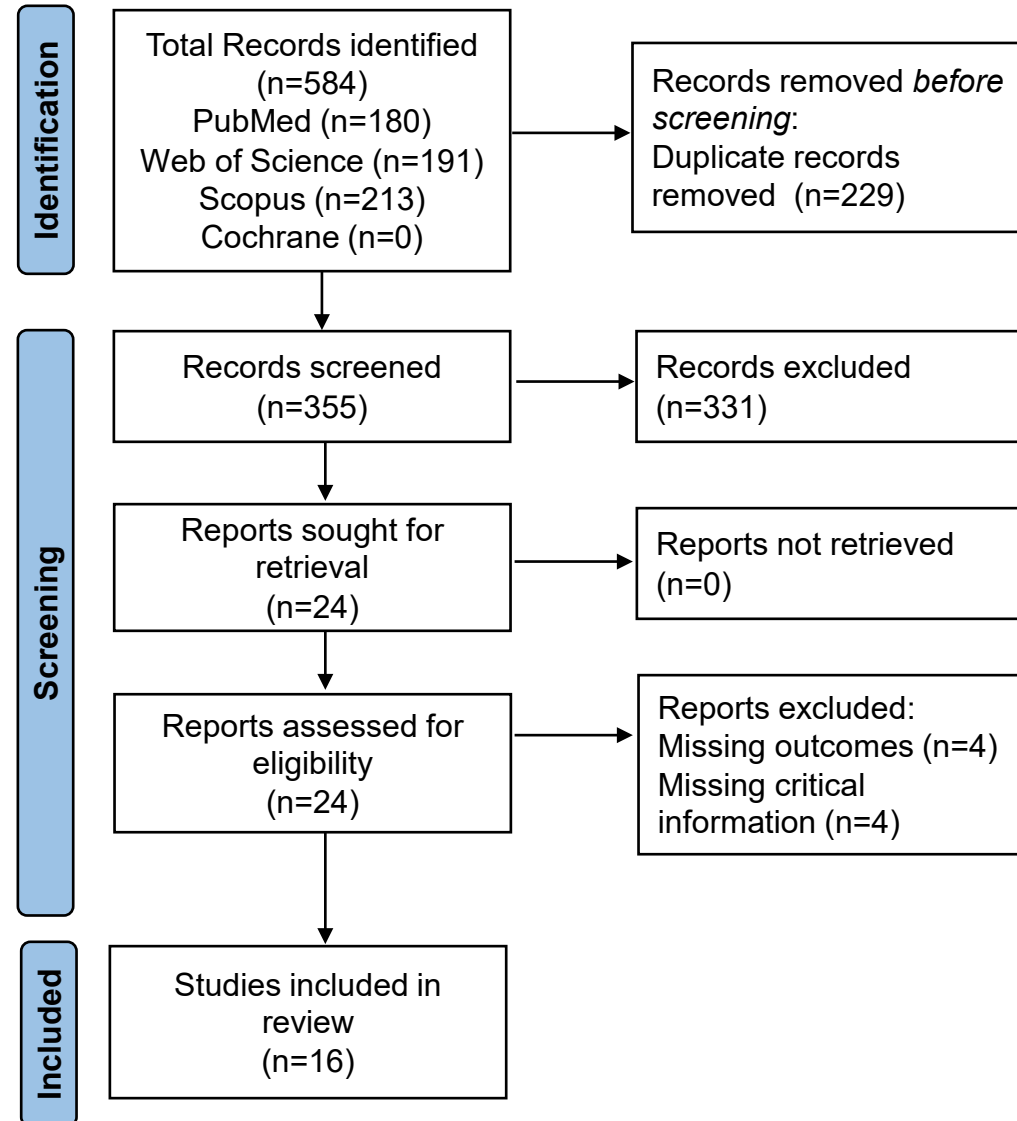 Identification
Total Records identified
(n=584)
PubMed (n=180)
Web of Science (n=191)
Scopus (n=213)
Cochrane (n=0)
Records removed before
screening:
Duplicate records
removed  (n=229)
Screening
Records screened
(n=355)
Records excluded
(n=331)
Reports sought for
retrieval
(n=24)
Reports not retrieved
(n=0)
Reports assessed for
eligibility
(n=24)
Reports excluded:
Missing outcomes (n=4)
Missing critical
information (n=4)
Included
Studies included in
review
(n=16)